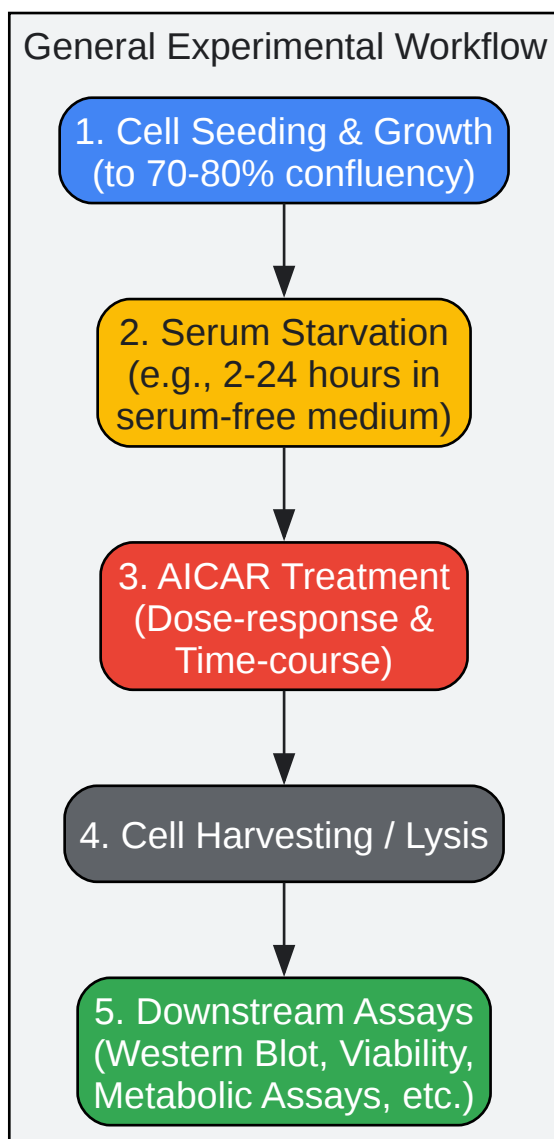 General Experimental Workflow
1. Cell Seeding & Growth
(to 70-80% confluency)
2. Serum Starvation
(e.g., 2-24 hours in
serum-free medium)
3. AICAR Treatment
(Dose-response &
Time-course)
4. Cell Harvesting / Lysis
5. Downstream Assays
(Western Blot, Viability,
Metabolic Assays, etc.)